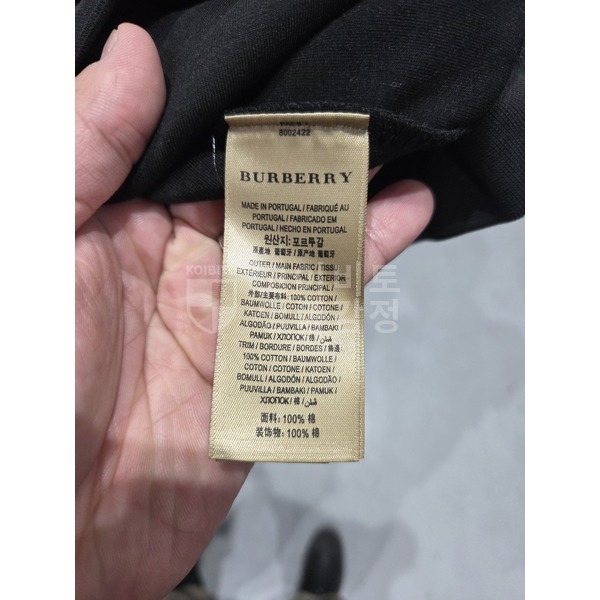 8002422
BURBERRY
MADE IN PORTUGAL / FABRIQUÉ AU
PORTUGAL / FABRICADO EM
PORTUGAL / HECHO EN PORTUGAL
원산지: 포르투갈
原產地 葡萄牙 / 原产地 葡萄牙
OUTER / MAIN FABRIC / TISSU
EXTÉRIEUR / PRINCIPAL / EXTERIOR
COMPOSICIÓN PRINCIPAL /
外部/主要布料: 100% COTTON /
BAUMWOLLE / COTON / COTONE /
KATOEN / BOMULL / ALGODÓN /
ALGODÃO / PUUVILLA / BAMBAKI /
PAMUK / ХЛОПОК / 棉 / قطن
TRIM / BORDURE / BORDES / 飾邊
100% COTTON / BAUMWOLLE /
COTON / COTONE / KATOEN /
BOMULL / ALGODÓN / ALGODÃO
/ PUUVILLA / BAMBAKI / PAMUK /
ХЛОПОК / 棉 / قطن
面料: 100% 棉
装饰物: 100% 棉